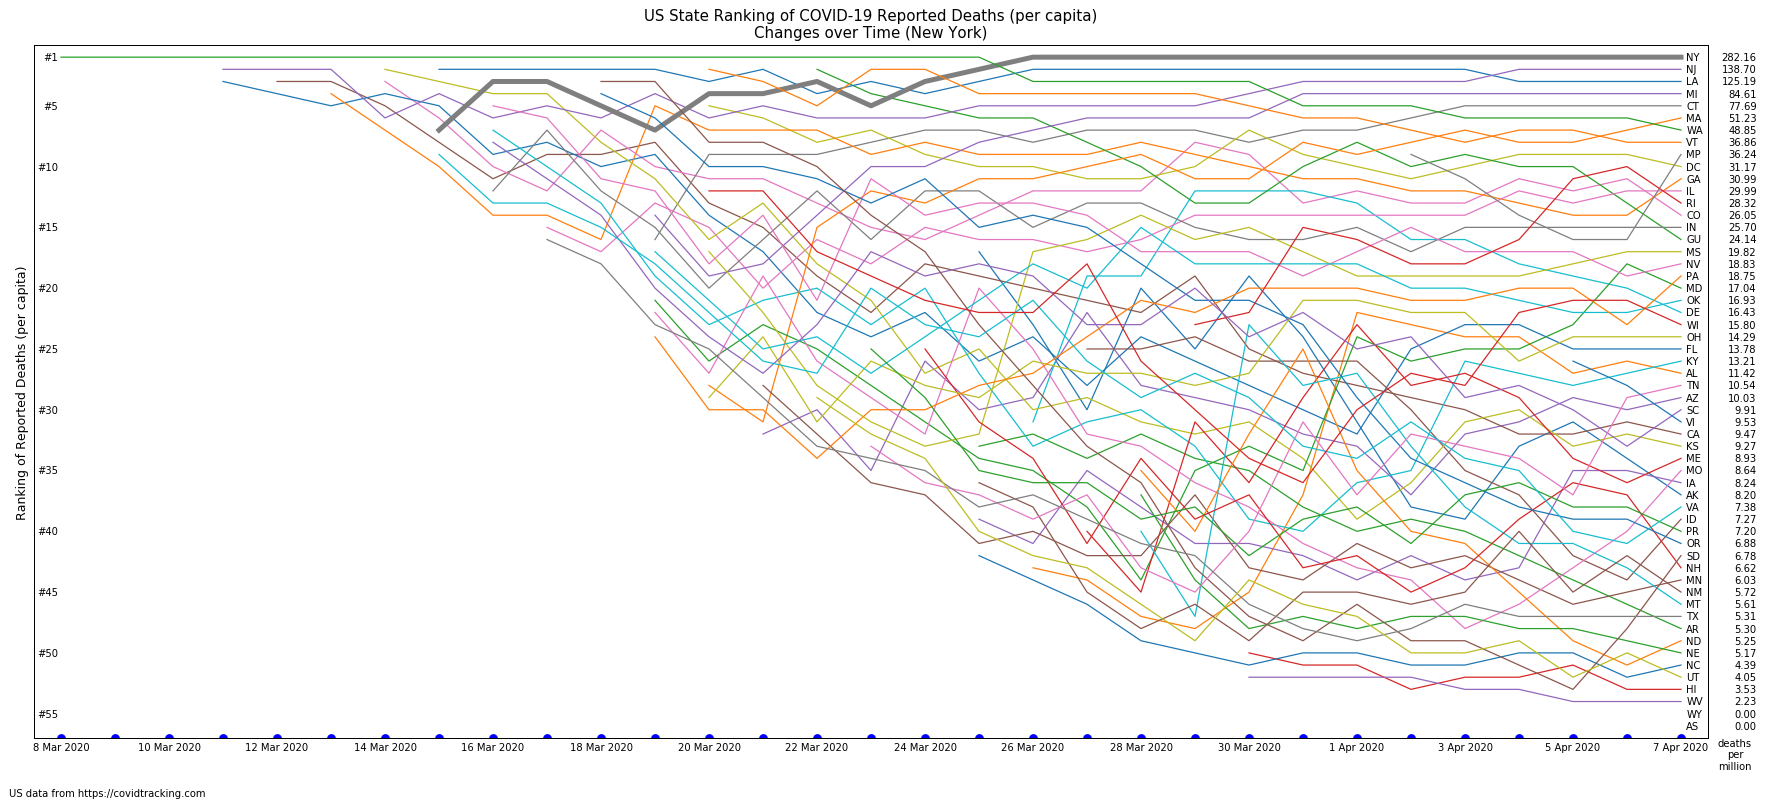 US State Ranking of COVID-19 Reported Deaths (per capita)
Changes over Time (New York)
Ranking of Reported Deaths (per capita)
#1
#5
#10
#15
#20
#25
#30
#35
#40
#45
#50
#55
NY 282.16
NJ 138.70
LA 125.19
MI 84.61
CT 77.69
MA 51.23
WA 48.85
VT 36.86
MP 36.24
DC 31.17
GA 30.99
IL 29.99
RI 28.32
CO 26.05
IN 25.70
GU 24.14
MS 19.82
NV 18.83
PA 18.75
MD 17.04
OK 16.93
DE 16.43
WI 15.80
OH 14.29
FL 13.78
KY 13.21
AL 11.42
TN 10.54
AZ 10.03
SC 9.91
VI 9.53
CA 9.47
KS 9.27
ME 8.93
MO 8.64
IA 8.24
AK 8.20
VA 7.38
ID 7.27
PR 7.20
OR 6.88
SD 6.78
NH 6.62
MN 6.03
NM 5.72
MT 5.61
TX 5.31
AR 5.30
ND 5.25
NE 5.17
NC 4.39
UT 4.05
HI 3.53
WV 2.23
WY 0.00
AS 0.00
8 Mar 2020 10 Mar 2020 12 Mar 2020 14 Mar 2020 16 Mar 2020 18 Mar 2020 20 Mar 2020 22 Mar 2020 24 Mar 2020 26 Mar 2020 28 Mar 2020 30 Mar 2020 1 Apr 2020 3 Apr 2020 5 Apr 2020 7 Apr 2020
deaths
per
million
US data from https://covidtracking.com